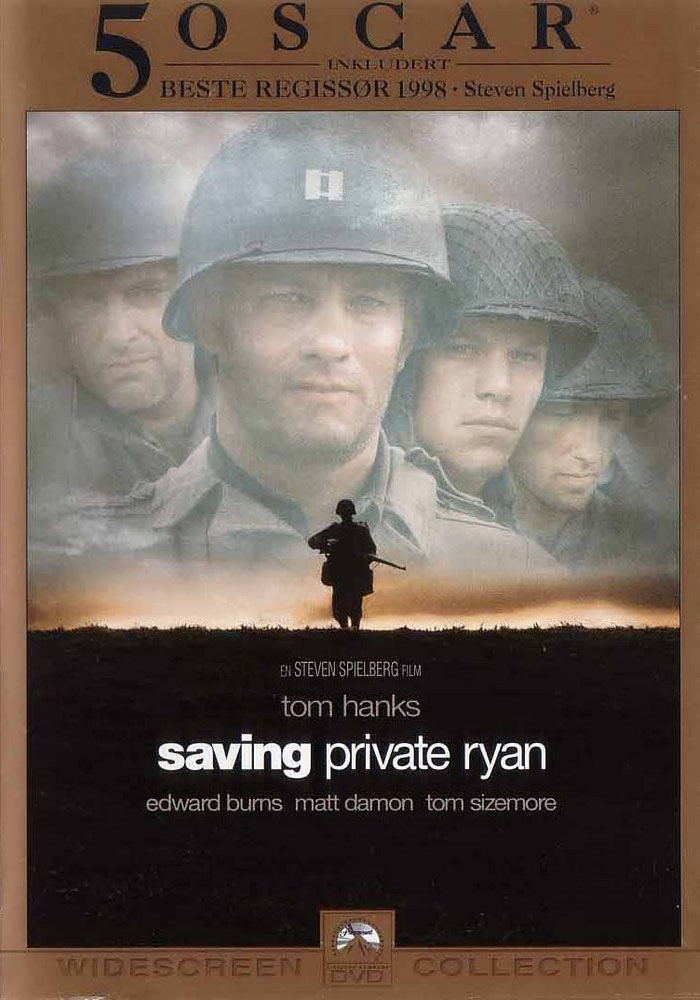 5 OSCAR®
INKLUDERT
BESTE REGISSØR 1998 · Steven Spielberg
EN STEVEN SPIELBERG FILM
tom hanks
saving private ryan
edward burns matt damon tom sizemore
Paramount
DVD
WIDESCREEN COLLECTION